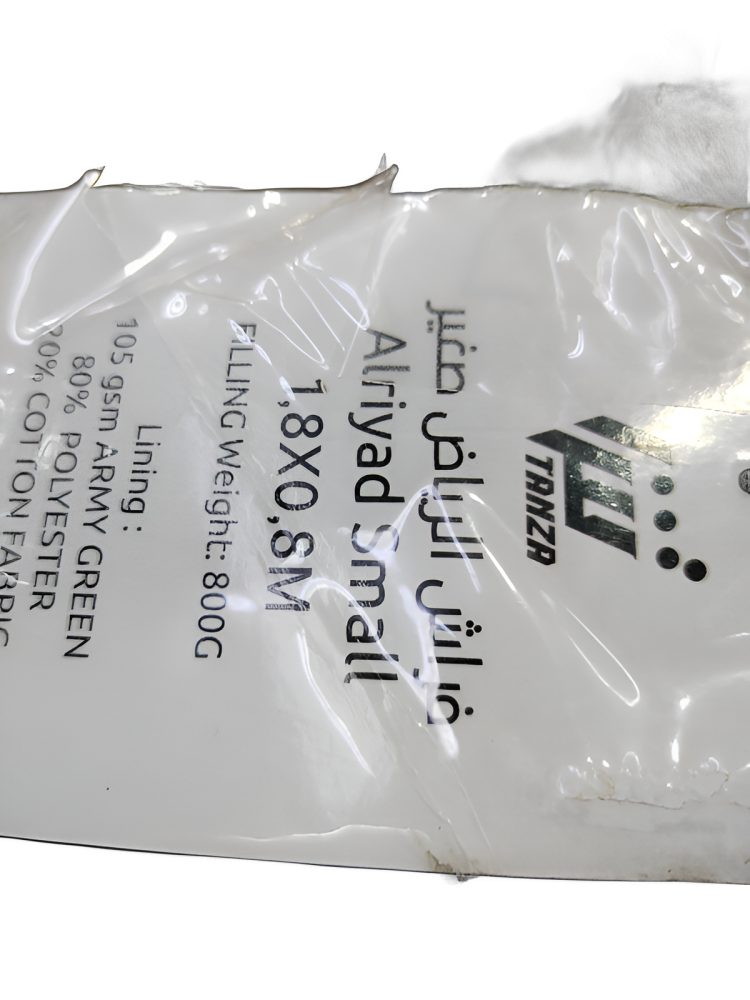 TANZA
فراش الرياض صغير
Alriyad Small
1,8X0,8M
FILLING Weight: 800G
Lining :
105 gsm ARMY GREEN
80% POLYESTER
20% COTTON FABRIC